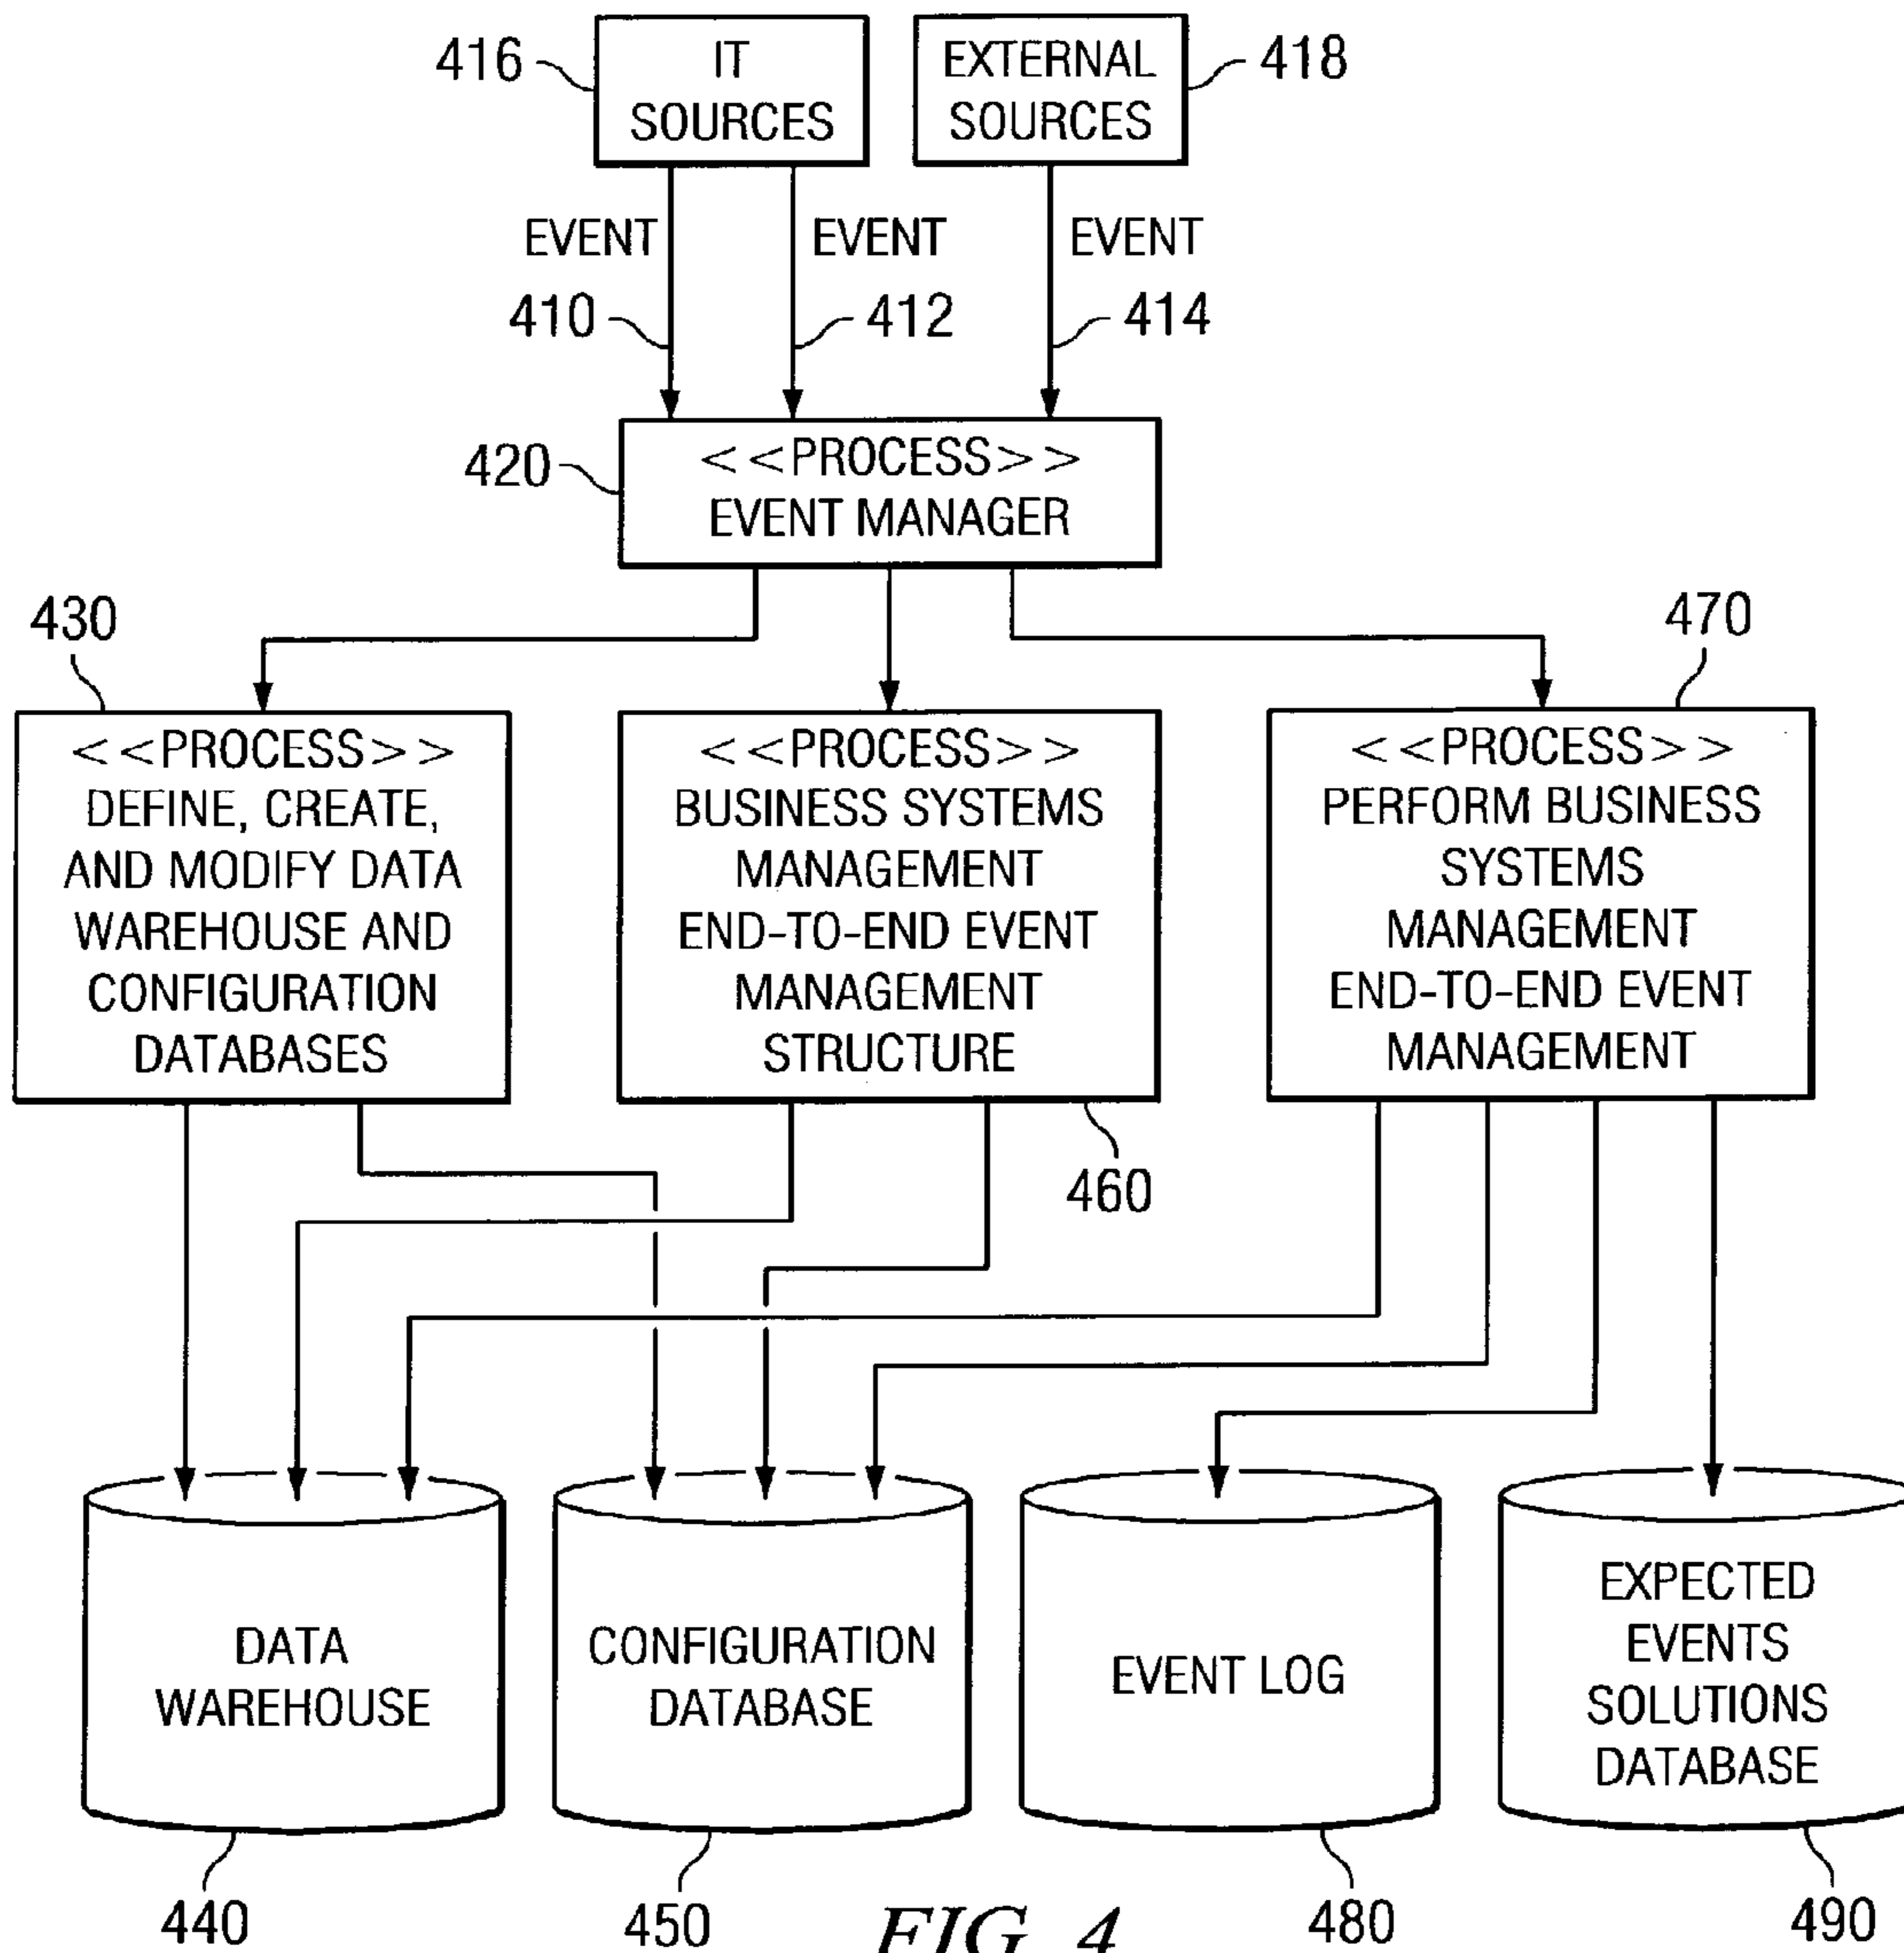 416
IT
SOURCES
EXTERNAL
SOURCES
418
EVENT
EVENT
EVENT
410
412
414
420
<<PROCESS>>
EVENT MANAGER
430
470
<<PROCESS>>
DEFINE, CREATE,
AND MODIFY DATA
WAREHOUSE AND
CONFIGURATION
DATABASES
<<PROCESS>>
BUSINESS SYSTEMS
MANAGEMENT
END-TO-END EVENT
MANAGEMENT
STRUCTURE
<<PROCESS>>
PERFORM BUSINESS
SYSTEMS
MANAGEMENT
END-TO-END EVENT
MANAGEMENT
460
DATA
WAREHOUSE
CONFIGURATION
DATABASE
EVENT LOG
EXPECTED
EVENTS
SOLUTIONS
DATABASE
440
450
FIG. 4
480
490